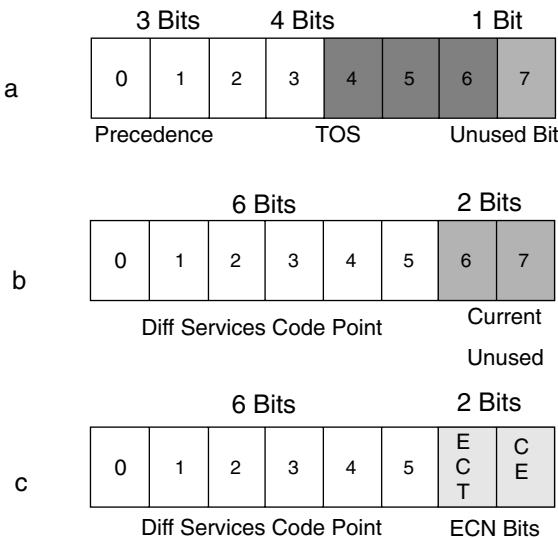 3 Bits 4 Bits 1 Bit
a 0 1 2 3 4 5 6 7
Precedence TOS Unused Bit
6 Bits 2 Bits
b 0 1 2 3 4 5 6 7
Diff Services Code Point Current
Unused
6 Bits 2 Bits
c 0 1 2 3 4 5 ECT CE
Diff Services Code Point ECN Bits